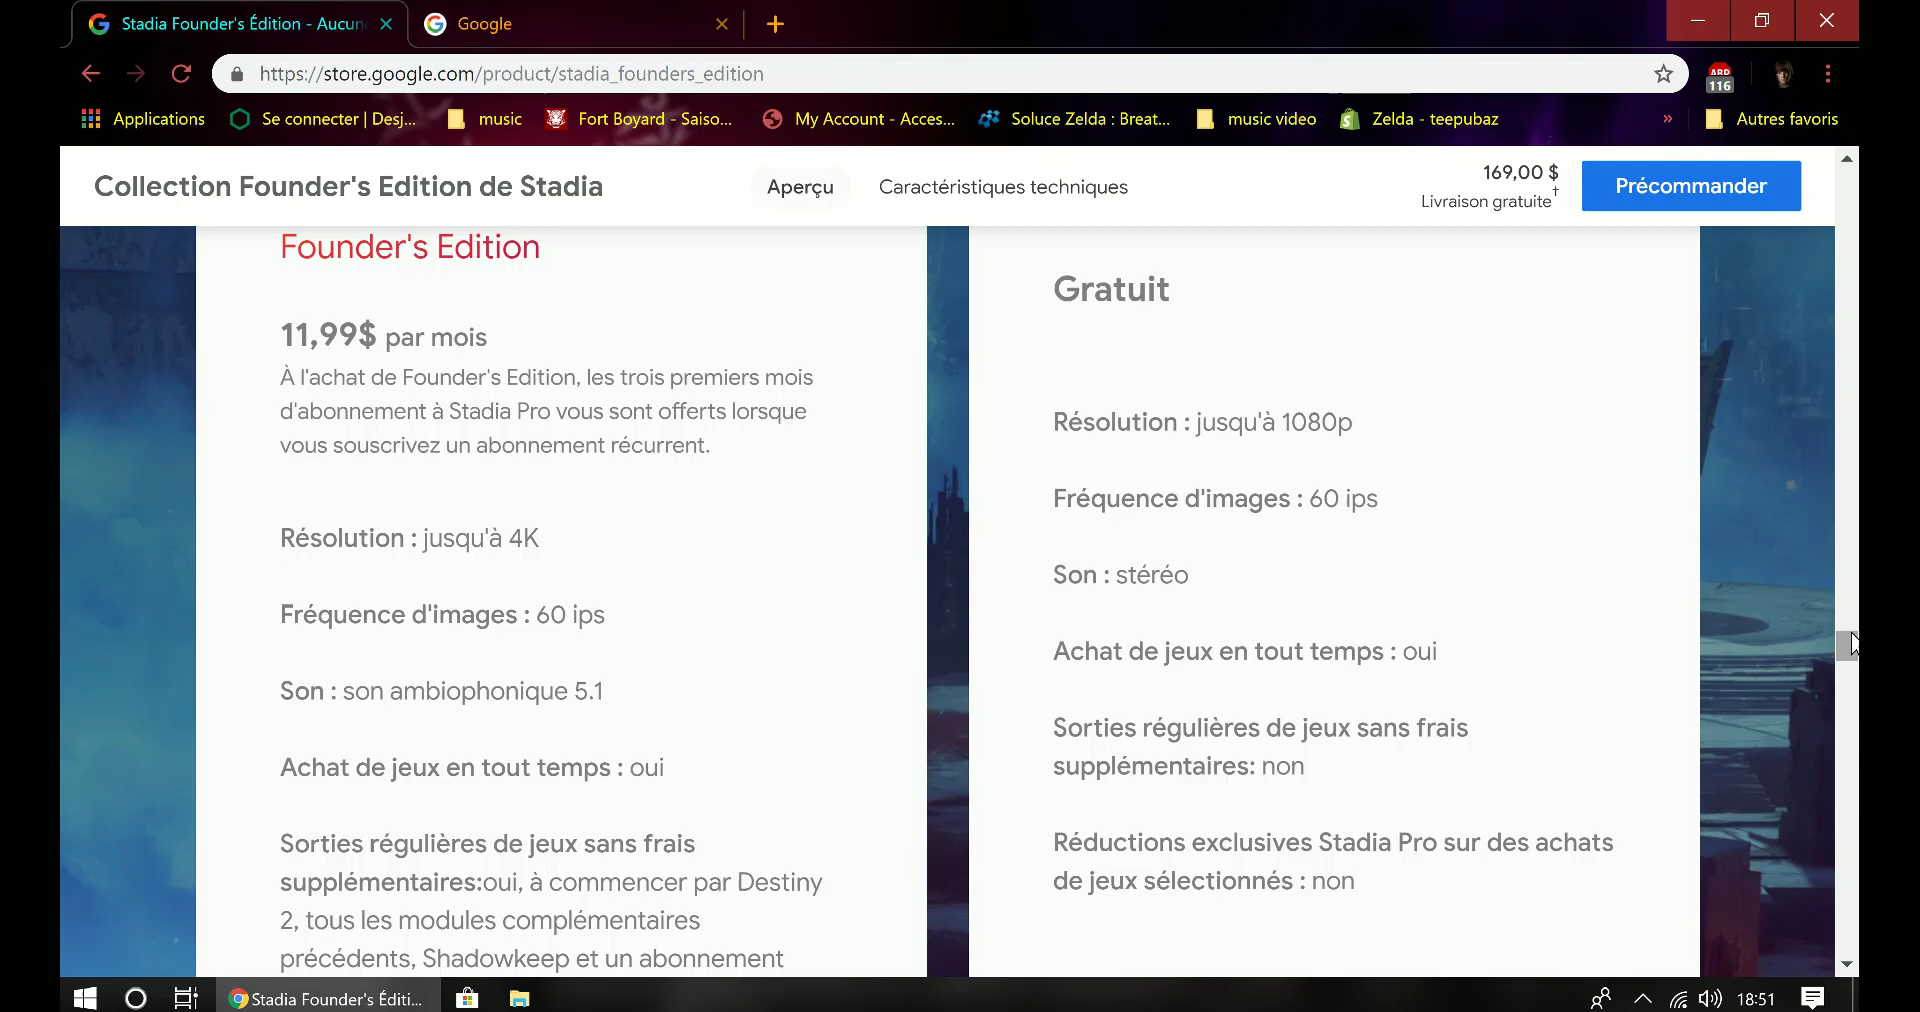 Stadia Founder's Édition - Aucun
Google
https://store.google.com/product/stadia_founders_edition
ABP
116
Applications
Se connecter | Desj...
music
Fort Boyard - Saiso...
My Account - Acces...
Soluce Zelda : Breat...
music video
Zelda - teepubaz
»
Autres favoris
Collection Founder's Edition de Stadia
Aperçu
Caractéristiques techniques
169,00 $
Livraison gratuite†
Précommander
Founder's Edition
11,99$ par mois
À l'achat de Founder's Edition, les trois premiers mois
d'abonnement à Stadia Pro vous sont offerts lorsque
vous souscrivez un abonnement récurrent.
Résolution : jusqu'à 4K
Fréquence d'images : 60 ips
Son : son ambiophonique 5.1
Achat de jeux en tout temps : oui
Sorties régulières de jeux sans frais
supplémentaires:oui, à commencer par Destiny
2, tous les modules complémentaires
précédents, Shadowkeep et un abonnement
Gratuit
Résolution : jusqu'à 1080p
Fréquence d'images : 60 ips
Son : stéréo
Achat de jeux en tout temps : oui
Sorties régulières de jeux sans frais
supplémentaires: non
Réductions exclusives Stadia Pro sur des achats
de jeux sélectionnés : non
Stadia Founder's Éditi...
18:51